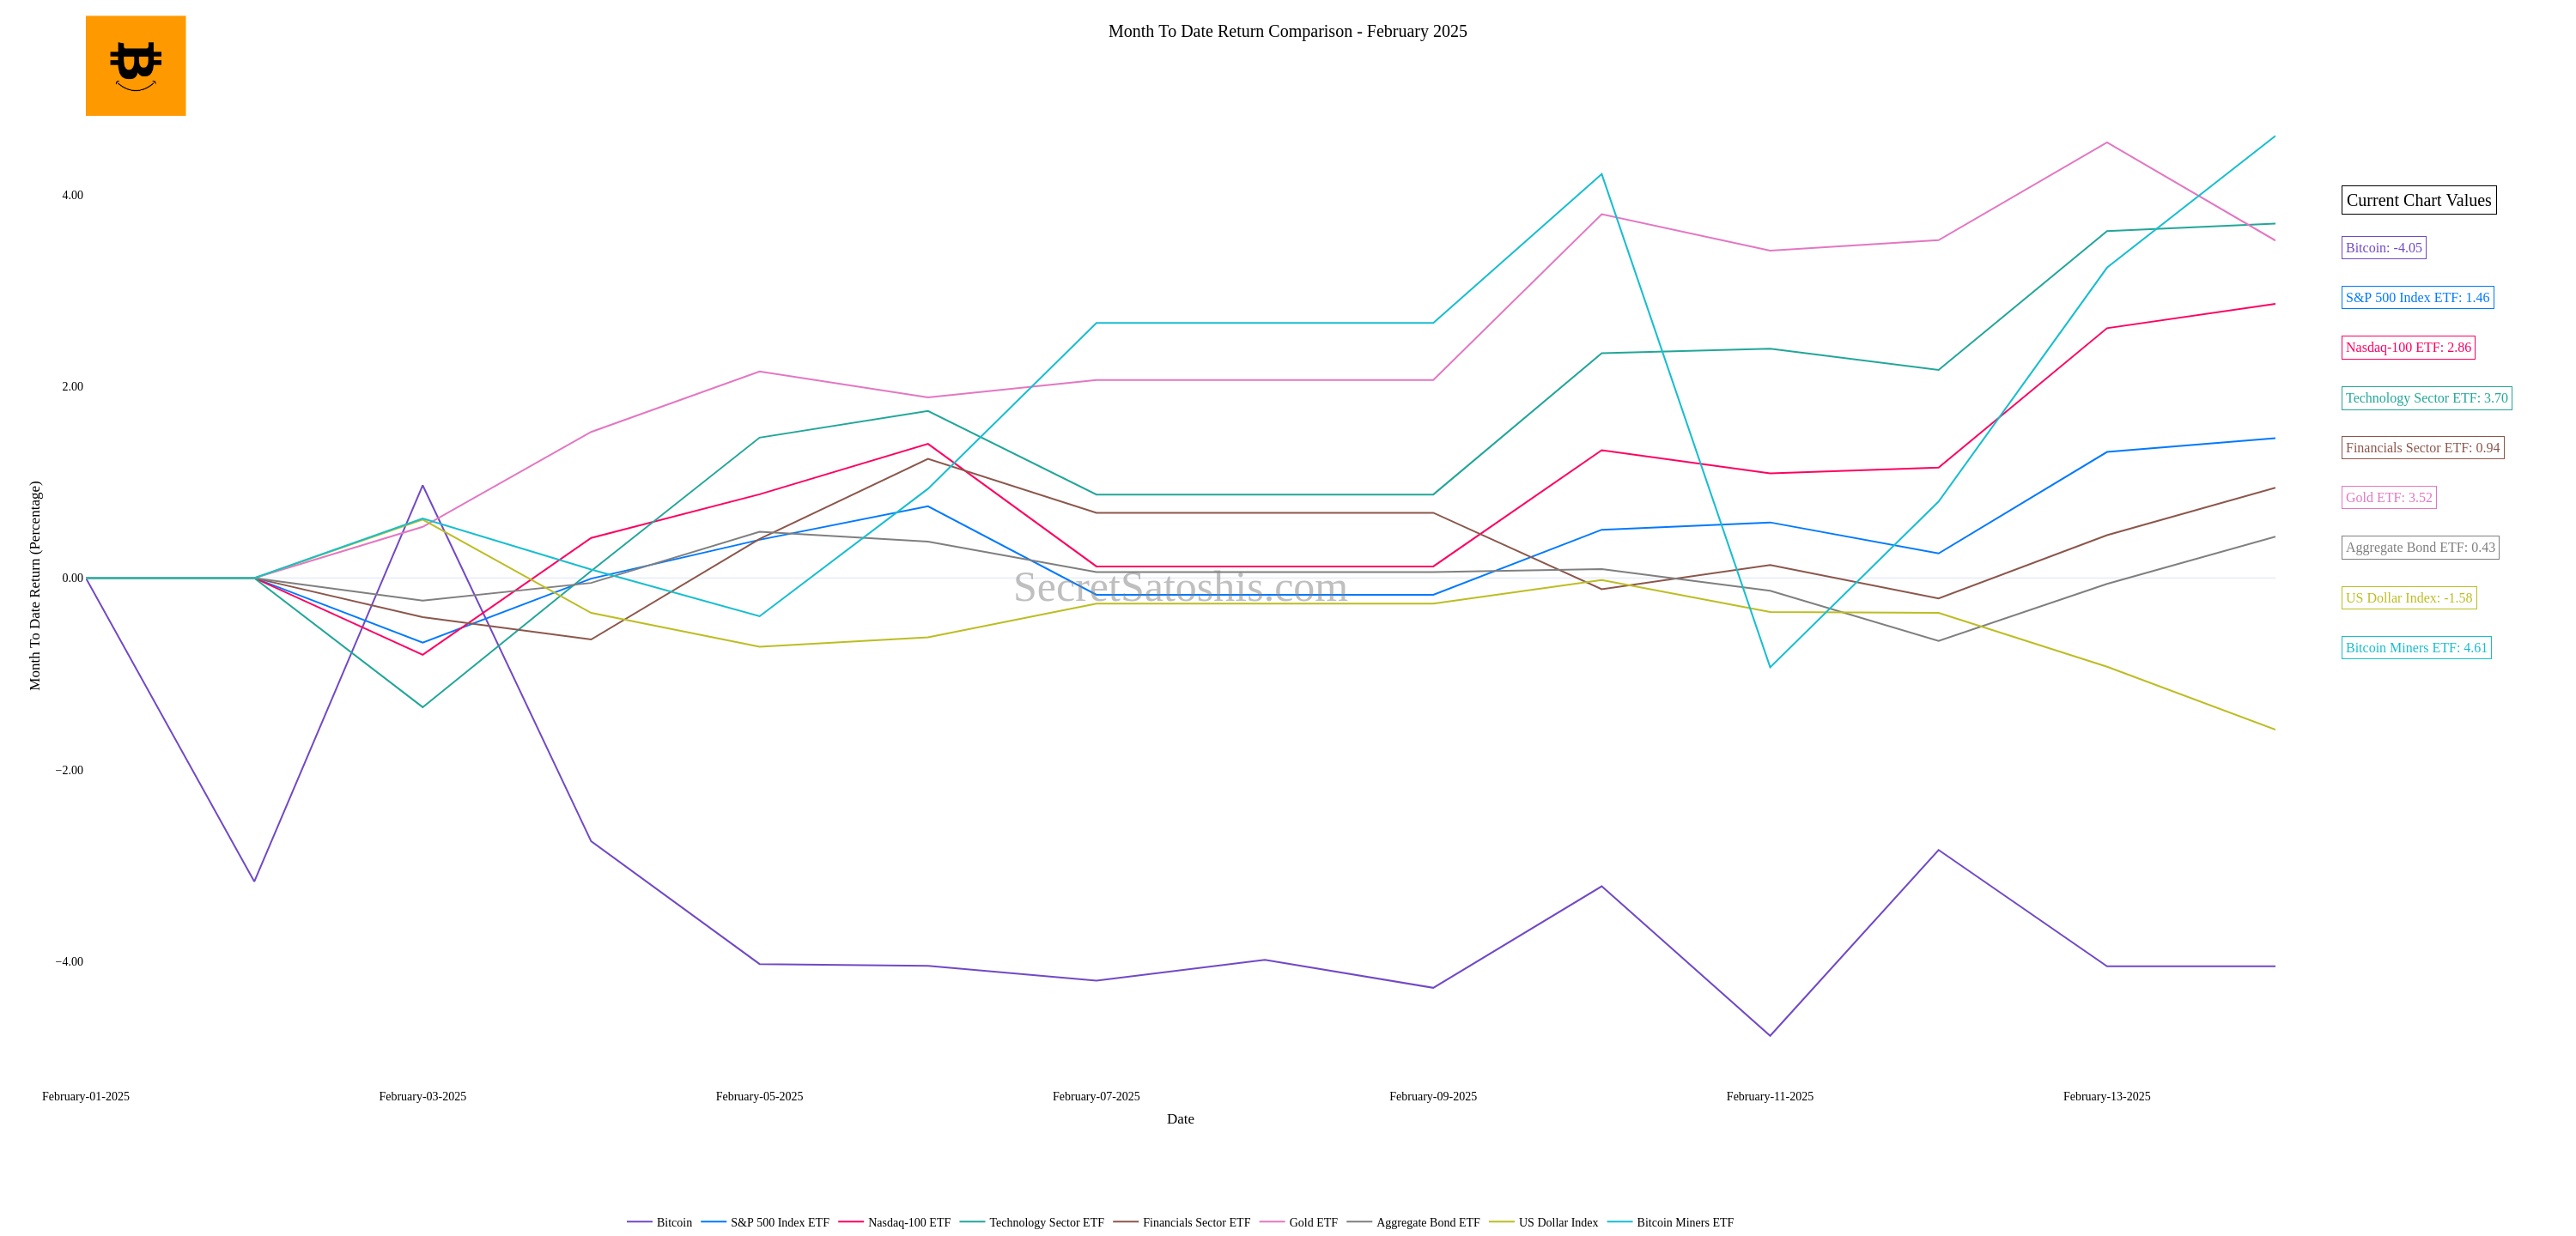 Month To Date Return Comparison - February 2025
4.00
2.00
0.00
−2.00
−4.00
Month To Date Return (Percentage)
SecretSatoshis.com
February-01-2025
February-03-2025
February-05-2025
February-07-2025
February-09-2025
February-11-2025
February-13-2025
Date
Current Chart Values
Bitcoin: -4.05
S&P 500 Index ETF: 1.46
Nasdaq-100 ETF: 2.86
Technology Sector ETF: 3.70
Financials Sector ETF: 0.94
Gold ETF: 3.52
Aggregate Bond ETF: 0.43
US Dollar Index: -1.58
Bitcoin Miners ETF: 4.61
Bitcoin
S&P 500 Index ETF
Nasdaq-100 ETF
Technology Sector ETF
Financials Sector ETF
Gold ETF
Aggregate Bond ETF
US Dollar Index
Bitcoin Miners ETF